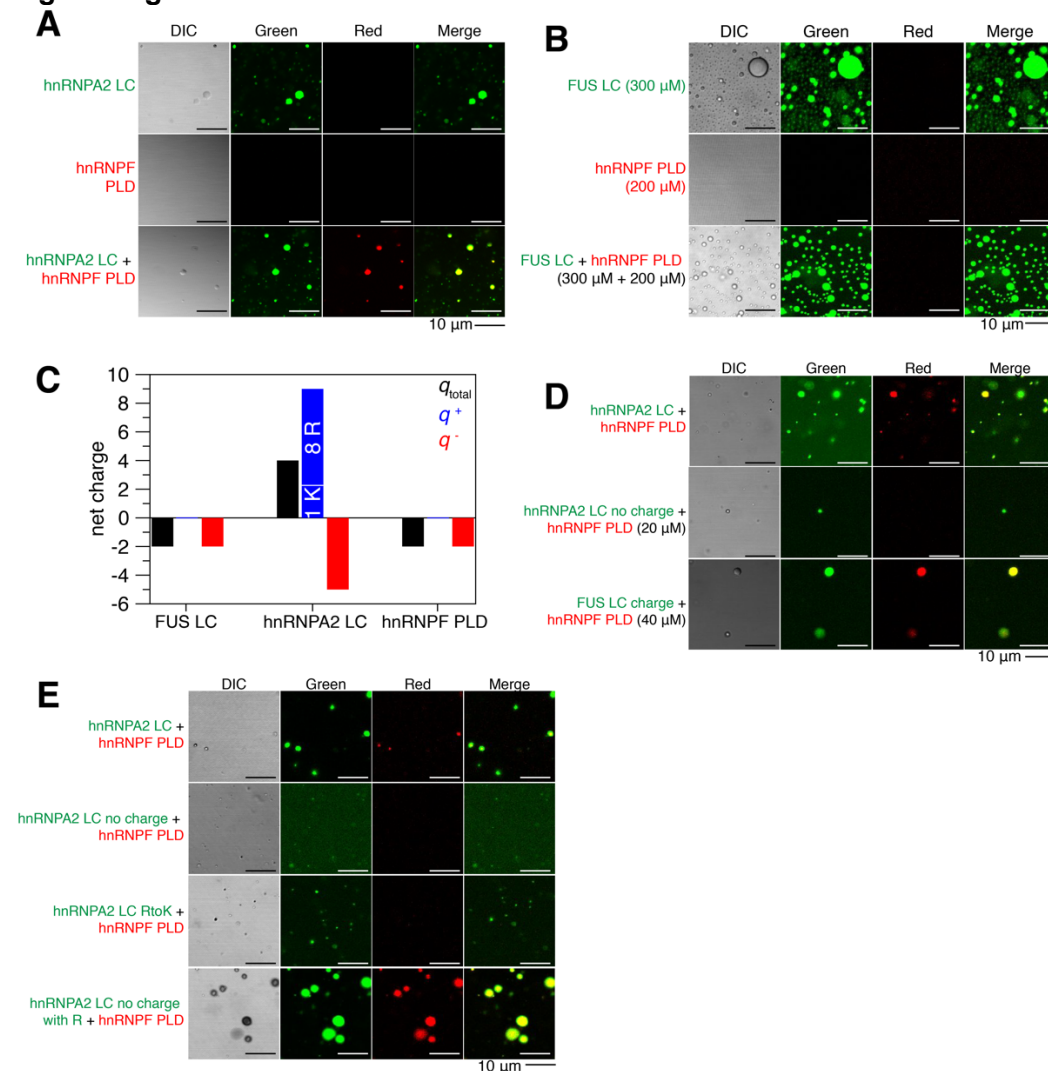 A
DIC Green Red Merge
hnRNPA2 LC
hnRNPF
PLD
hnRNPA2 LC +
hnRNPF PLD
10 µm
B
DIC Green Red Merge
FUS LC (300 µM)
hnRNPF PLD
(200 µM)
FUS LC + hnRNPF PLD
(300 µM + 200 µM)
10 µm
C
net charge
10
8
6
4
2
0
-2
-4
-6
qtotal
q +
q -
8 R
1 K
FUS LC hnRNPA2 LC hnRNPF PLD
D
DIC Green Red Merge
hnRNPA2 LC +
hnRNPF PLD
hnRNPA2 LC no charge +
hnRNPF PLD (20 µM)
FUS LC charge +
hnRNPF PLD (40 µM)
10 µm
E
DIC Green Red Merge
hnRNPA2 LC +
hnRNPF PLD
hnRNPA2 LC no charge +
hnRNPF PLD
hnRNPA2 LC RtoK +
hnRNPF PLD
hnRNPA2 LC no charge
with R + hnRNPF PLD
10 µm